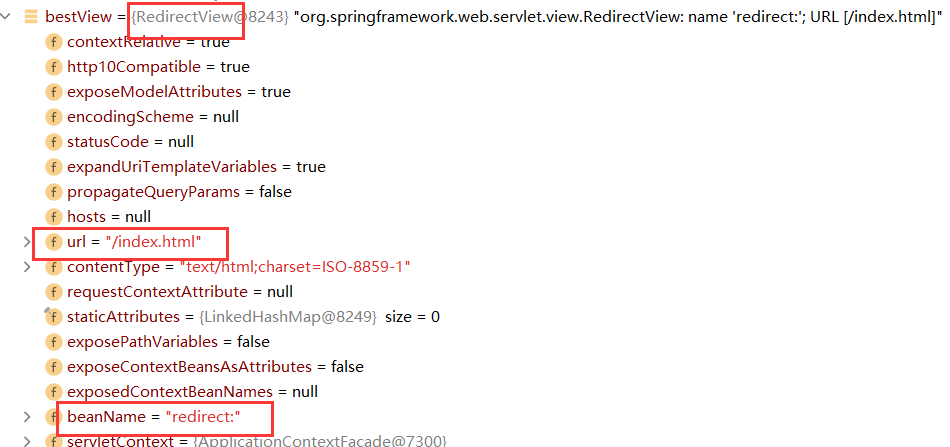 bestView = {RedirectView@8243} "org.springframework.web.servlet.view.RedirectView: name 'redirect:'; URL [/index.html]"
f contextRelative = true
f http10Compatible = true
f exposeModelAttributes = true
f encodingScheme = null
f statusCode = null
f expandUriTemplateVariables = true
f propagateQueryParams = false
f hosts = null
f url = "/index.html"
f contentType = "text/html;charset=ISO-8859-1"
f requestContextAttribute = null
f staticAttributes = {LinkedHashMap@8249} size = 0
f exposePathVariables = false
f exposeContextBeansAsAttributes = false
f exposedContextBeanNames = null
f beanName = "redirect:"
f servletContext = {ApplicationContextFacade@7300}